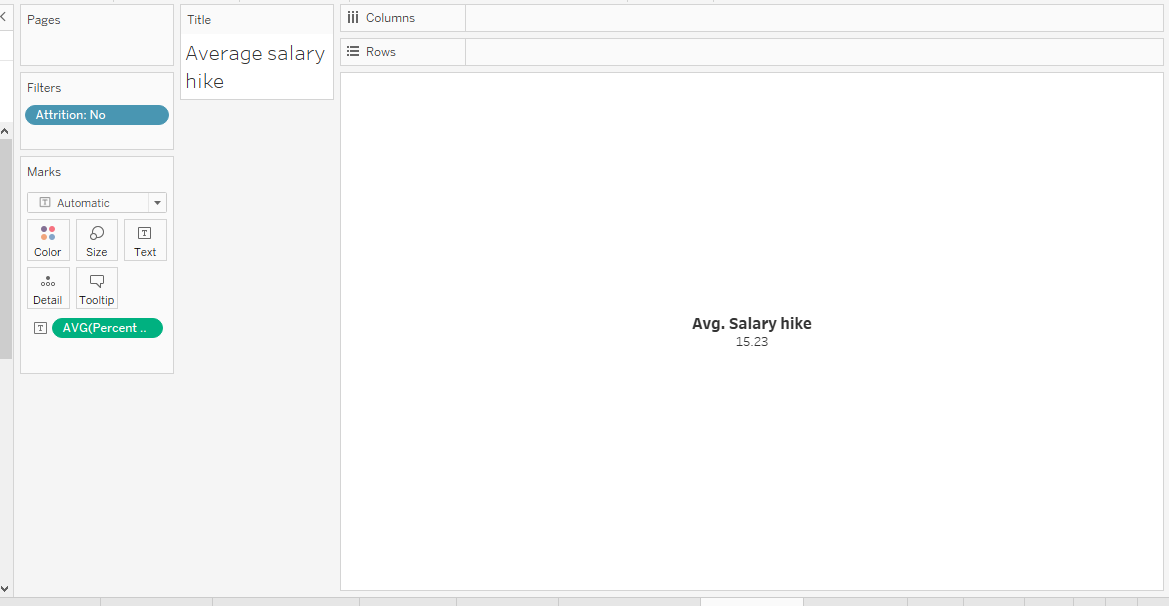 Pages
Filters
Attrition: No
Marks
Automatic
Color
Size
Text
Detail
Tooltip
AVG(Percent ..
Title
Average salary
hike
Columns
Rows
Avg. Salary hike
15.23